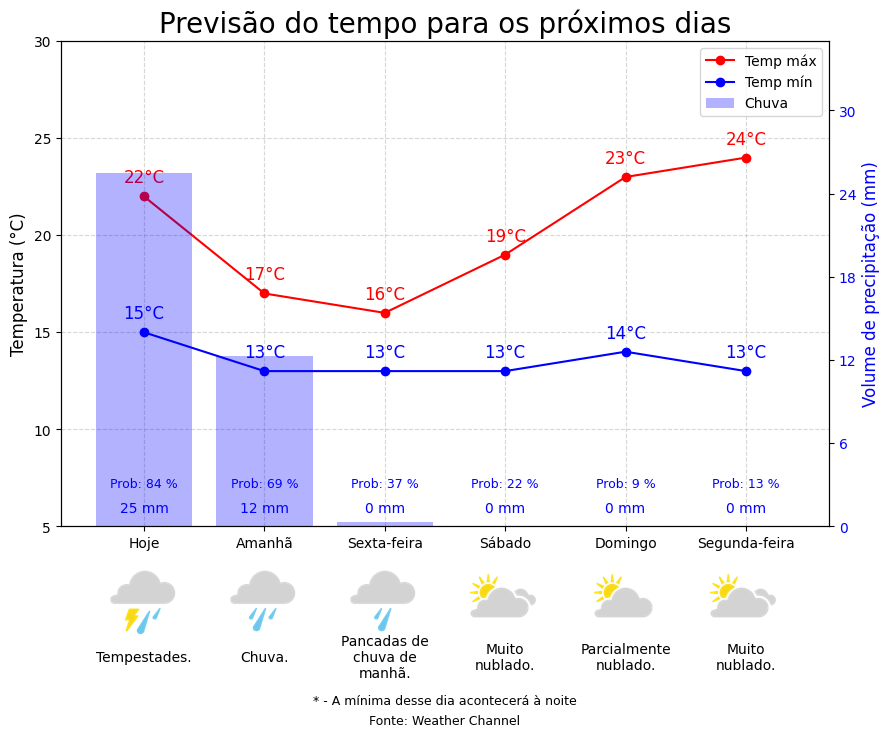 Previsão do tempo para os próximos dias
30
25
20
15
10
5
Temperatura (°C)
30
24
18
12
6
0
Volume de precipitação (mm)
Temp máx
Temp mín
Chuva
22°C
17°C
16°C
19°C
23°C
24°C
15°C
13°C
13°C
13°C
14°C
13°C
Prob: 84 %
Prob: 69 %
Prob: 37 %
Prob: 22 %
Prob: 9 %
Prob: 13 %
25 mm
12 mm
0 mm
0 mm
0 mm
0 mm
Hoje
Amanhã
Sexta-feira
Sábado
Domingo
Segunda-feira
Tempestades.
Chuva.
Pancadas de
chuva de
manhã.
Muito
nublado.
Parcialmente
nublado.
Muito
nublado.
* - A mínima desse dia acontecerá à noite
Fonte: Weather Channel